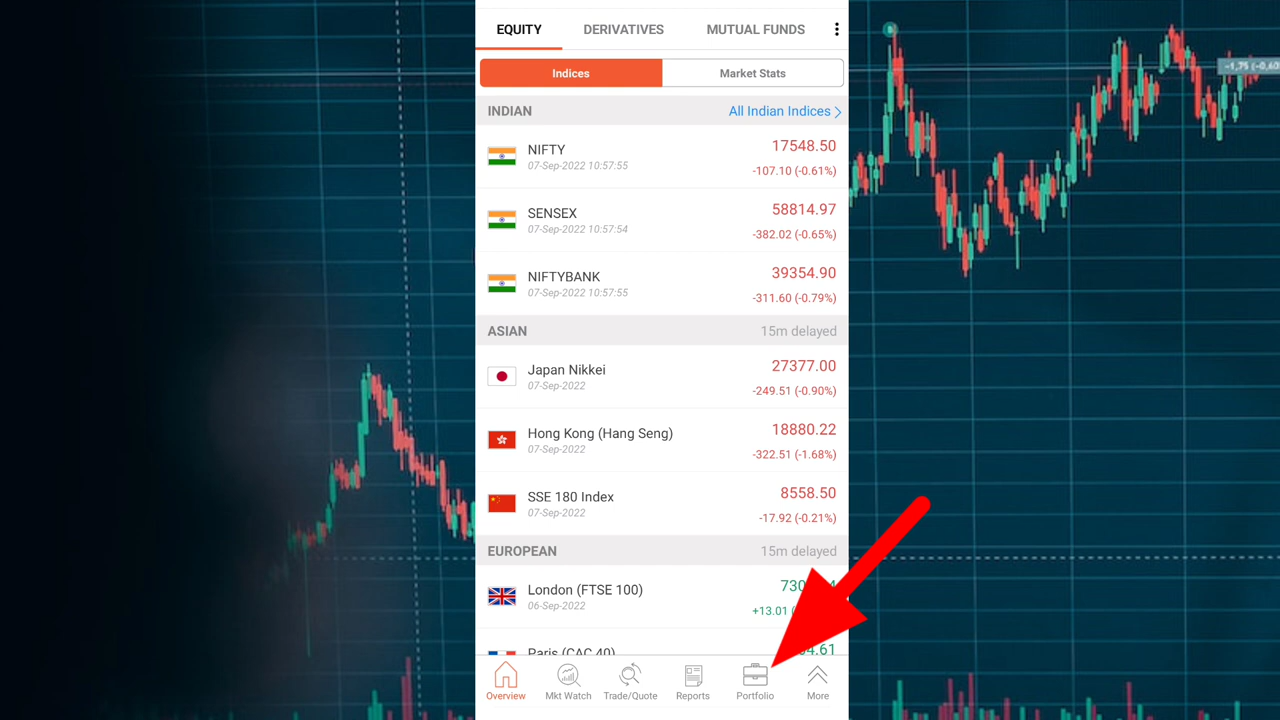 EQUITY DERIVATIVES MUTUAL FUNDS
Indices Market Stats
INDIAN All Indian Indices
NIFTY 17548.50
07-Sep-2022 10:57:55 -107.10 (-0.61%)
SENSEX 58814.97
07-Sep-2022 10:57:54 -382.02 (-0.65%)
NIFTYBANK 39354.90
07-Sep-2022 10:57:55 -311.60 (-0.79%)
ASIAN 15m delayed
Japan Nikkei 27377.00
07-Sep-2022 -249.51 (-0.90%)
Hong Kong (Hang Seng) 18880.22
07-Sep-2022 -322.51 (-1.68%)
SSE 180 Index 8558.50
07-Sep-2022 -17.92 (-0.21%)
EUROPEAN 15m delayed
London (FTSE 100)
06-Sep-2022 +13.01
Paris (CAC 40)
Overview Mkt Watch Trade/Quote Reports Portfolio More